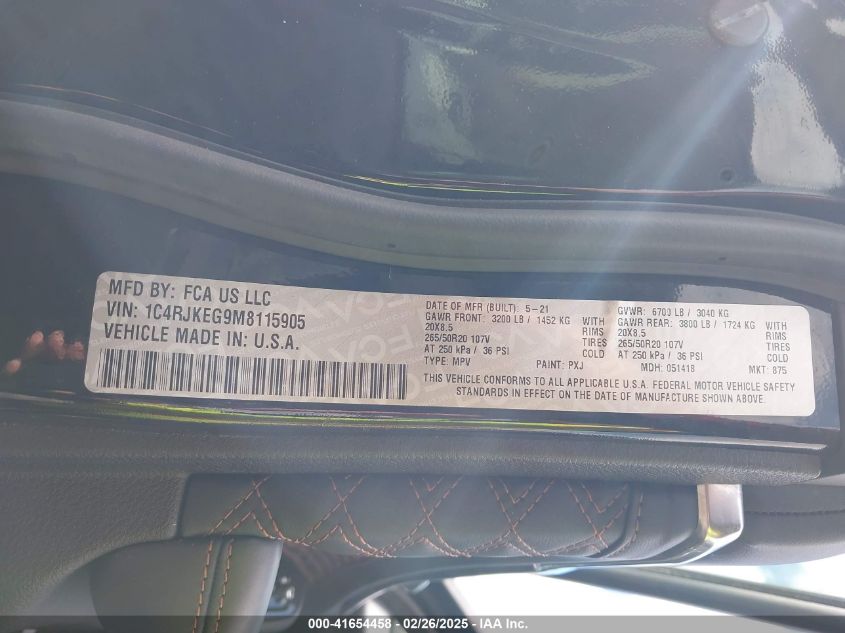 MFD BY: FCA US LLC
VIN: 1C4RJKEG9M8115905
VEHICLE MADE IN: U.S.A.
DATE OF MFR (BUILT): 5-21
GAWR FRONT: 3200 LB / 1452 KG WITH
20X8.5 RIMS
265/50R20 107V TIRES
AT 250 kPa / 36 PSI COLD
TYPE: MPV PAINT: PXJ
GVWR: 6700 LB / 3040 KG
GAWR REAR: 3800 LB / 1724 KG WITH
20X8.5 RIMS
265/50R20 107V TIRES
AT 250 kPa / 36 PSI COLD
MDH: 051418 MKT: 875
THIS VEHICLE CONFORMS TO ALL APPLICABLE U.S.A. FEDERAL MOTOR VEHICLE SAFETY
STANDARDS IN EFFECT ON THE DATE OF MANUFACTURE SHOWN ABOVE.
000-41654458 - 02/26/2025 - IAA Inc.